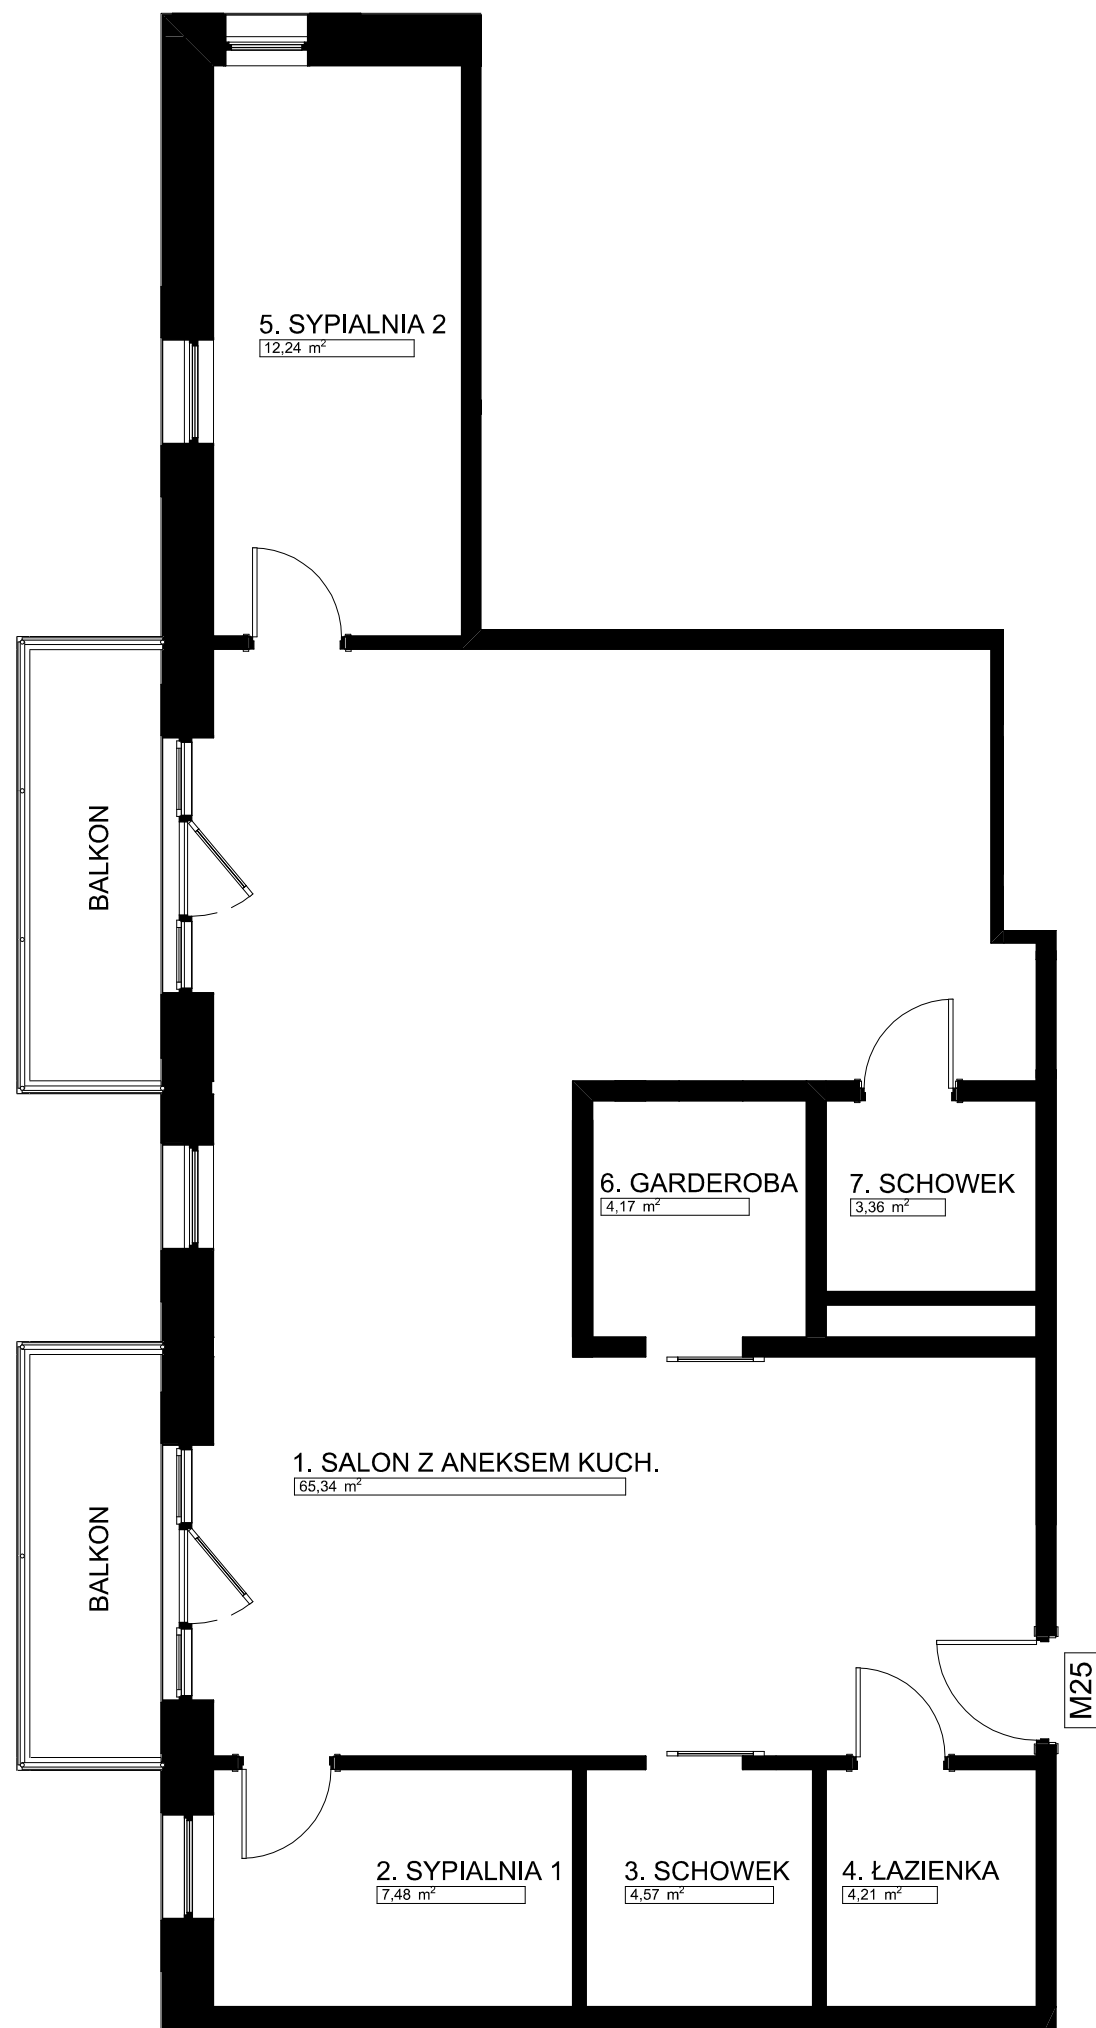 5. SYPIALNIA 2
12,24 m²
BALKON
6. GARDEROBA
4,17 m²
7. SCHOWEK
3,36 m²
1. SALON Z ANEKSEM KUCH.
65,34 m²
BALKON
M25
2. SYPIALNIA 1
7,48 m²
3. SCHOWEK
4,57 m²
4. ŁAZIENKA
4,21 m²